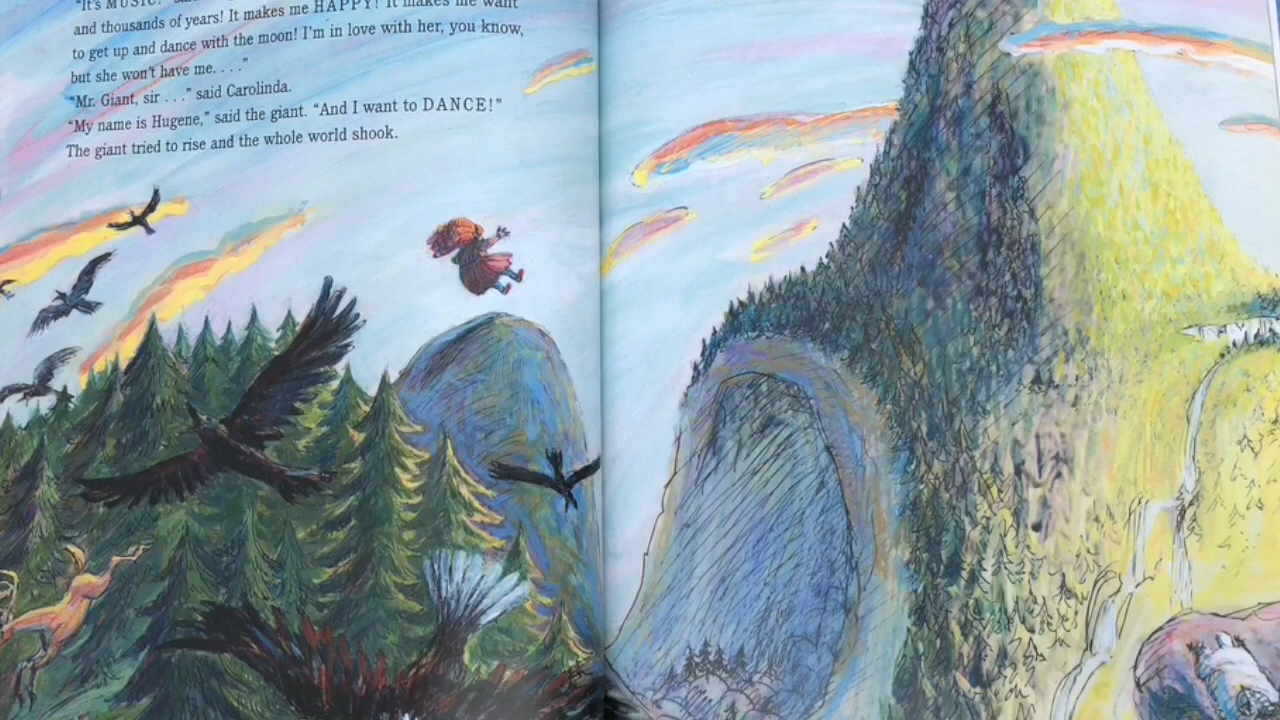 "It's MUSIC!
and thousands of years! It makes me HAPPY! It makes me want
to get up and dance with the moon! I'm in love with her, you know,
but she won't have me. . . ."
"Mr. Giant, sir . . ." said Carolinda.
"My name is Hugene," said the giant. "And I want to DANCE!"
The giant tried to rise and the whole world shook.